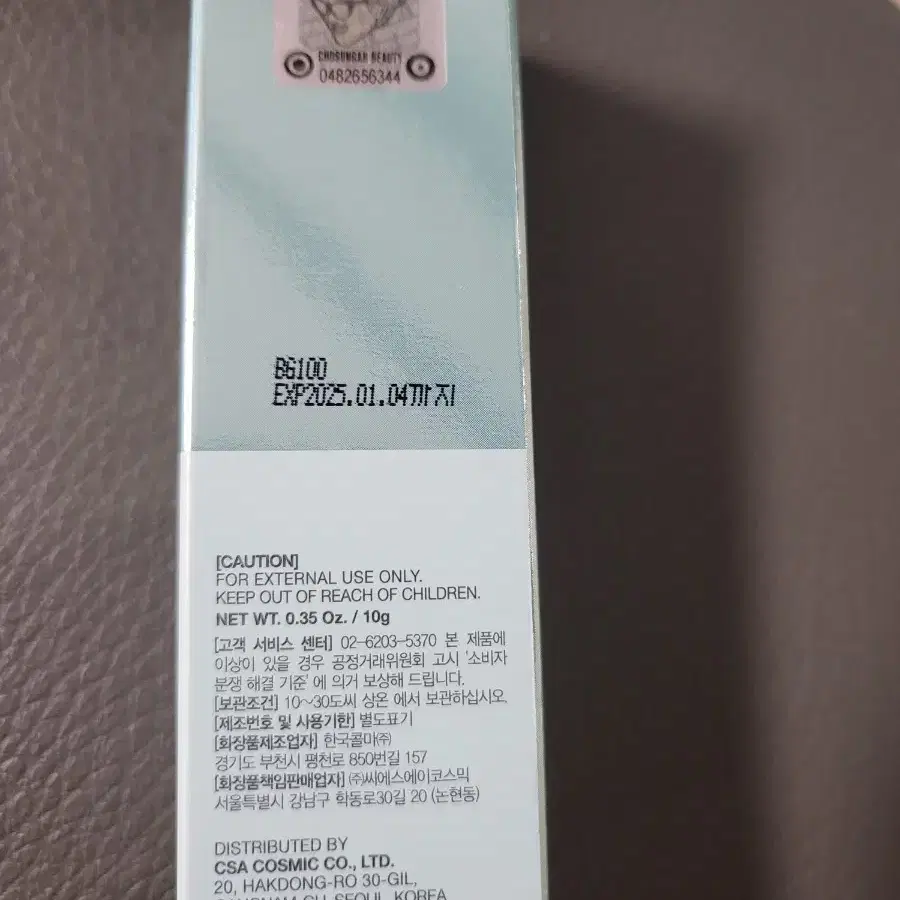 CHOSUNGAH BEAUTY
0482656344
BG100
EXP2025.01.04까지
[CAUTION]
FOR EXTERNAL USE ONLY.
KEEP OUT OF REACH OF CHILDREN.
NET WT. 0.35 Oz. / 10g
[고객 서비스 센터] 02-6203-5370 본 제품에
이상이 있을 경우 공정거래위원회 고시 '소비자
분쟁 해결 기준' 에 의거 보상해 드립니다.
[보관조건] 10~30도씨 상온 에서 보관하십시오.
[제조번호 및 사용기한] 별도표기
[화장품제조업자] 한국콜마㈜
경기도 부천시 평천로 850번길 157
[화장품책임판매업자] ㈜씨에스에이코스믹
서울특별시 강남구 학동로30길 20 (논현동)
DISTRIBUTED BY
CSA COSMIC CO., LTD.
20, HAKDONG-RO 30-GIL,
GANGNAM-GU, SEOUL, KOREA